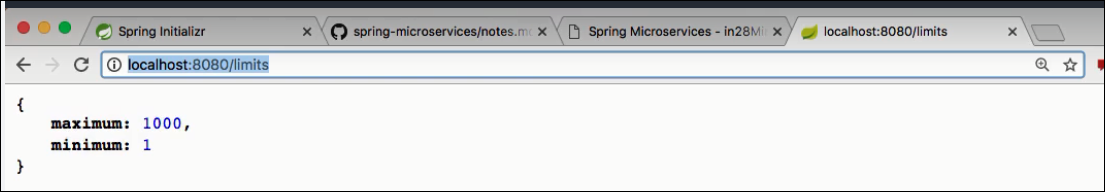 Spring Initializr
spring-microservices/notes.m
Spring Microservices - in28Mi
localhost:8080/limits
localhost:8080/limits
{
maximum: 1000,
minimum: 1
}